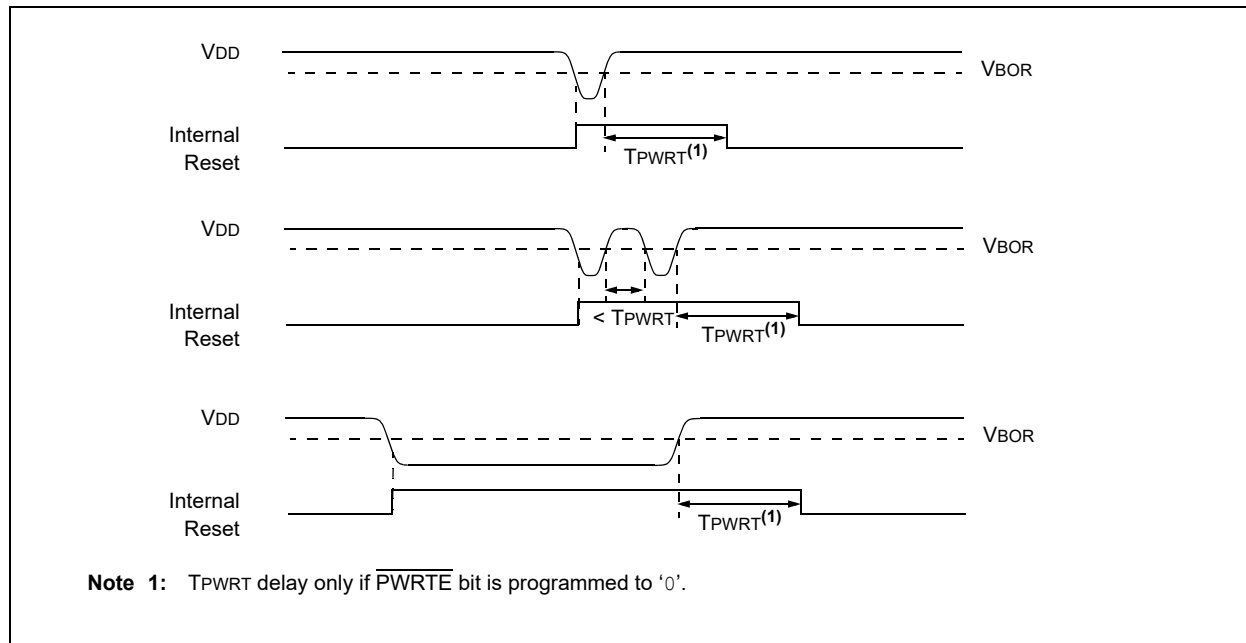 VDD
VBOR
Internal
Reset
TPWRT(1)
VDD
VBOR
Internal
Reset
< TPWRT
TPWRT(1)
VDD
VBOR
Internal
Reset
TPWRT(1)
Note 1: TPWRT delay only if PWRTE bit is programmed to ‘0’.